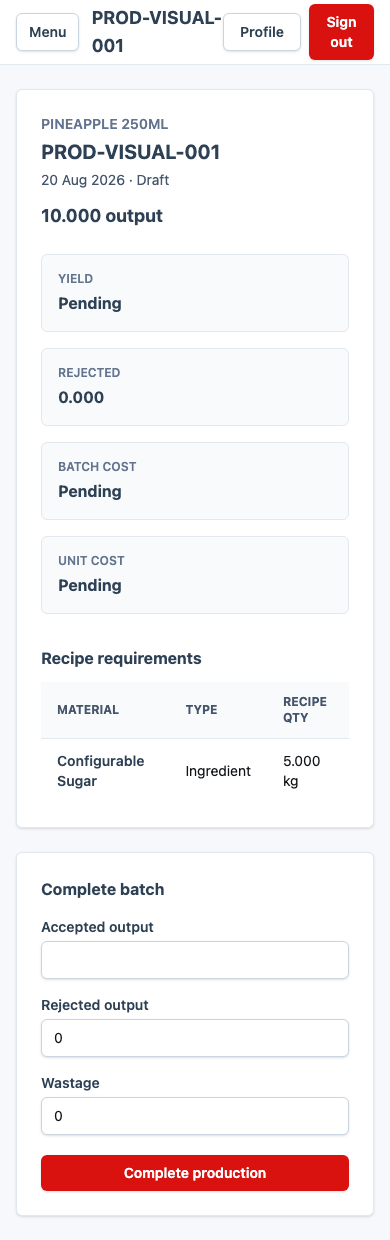 Menu
PROD-VISUAL-
001
Profile
Sign
out
PINEAPPLE 250ML
PROD-VISUAL-001
20 Aug 2026 · Draft
10.000 output
YIELD
Pending
REJECTED
0.000
BATCH COST
Pending
UNIT COST
Pending
Recipe requirements
MATERIAL TYPE RECIPE
QTY
Configurable
Sugar
Ingredient
5.000
kg
Complete batch
Accepted output
Rejected output
0
Wastage
0
Complete production